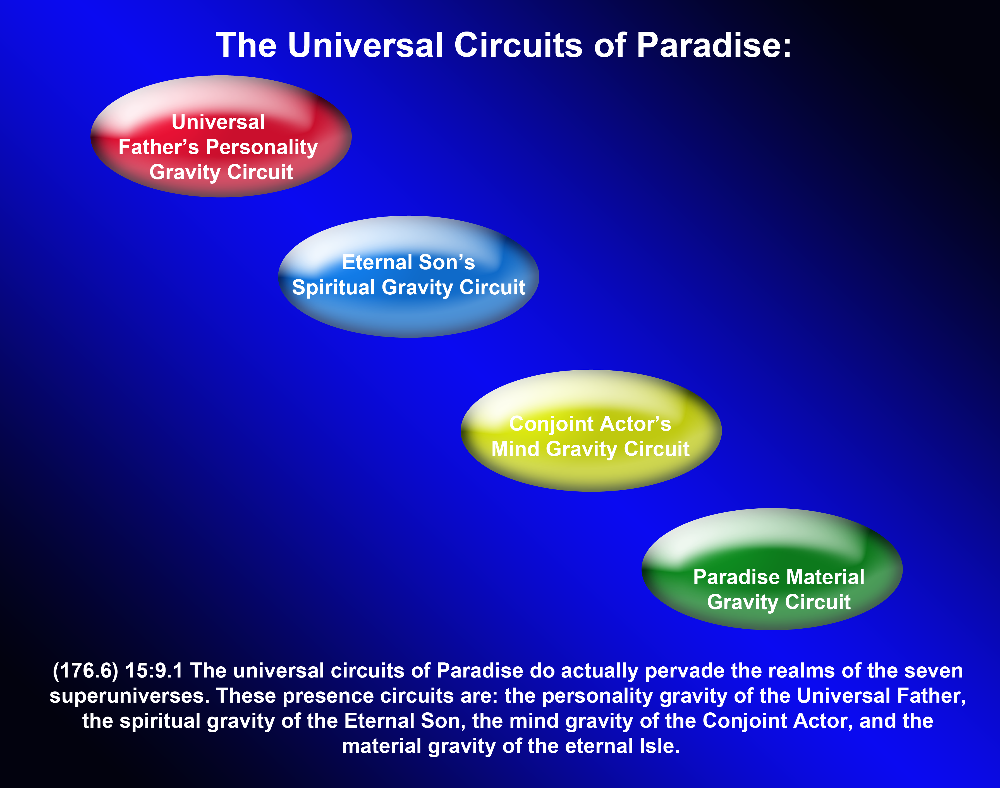 The Universal Circuits of Paradise:
Universal
Father’s Personality
Gravity Circuit
Eternal Son’s
Spiritual Gravity Circuit
Conjoint Actor’s
Mind Gravity Circuit
Paradise Material
Gravity Circuit
(176.6) 15:9.1 The universal circuits of Paradise do actually pervade the realms of the seven
superuniverses. These presence circuits are: the personality gravity of the Universal Father,
the spiritual gravity of the Eternal Son, the mind gravity of the Conjoint Actor, and the
material gravity of the eternal Isle.